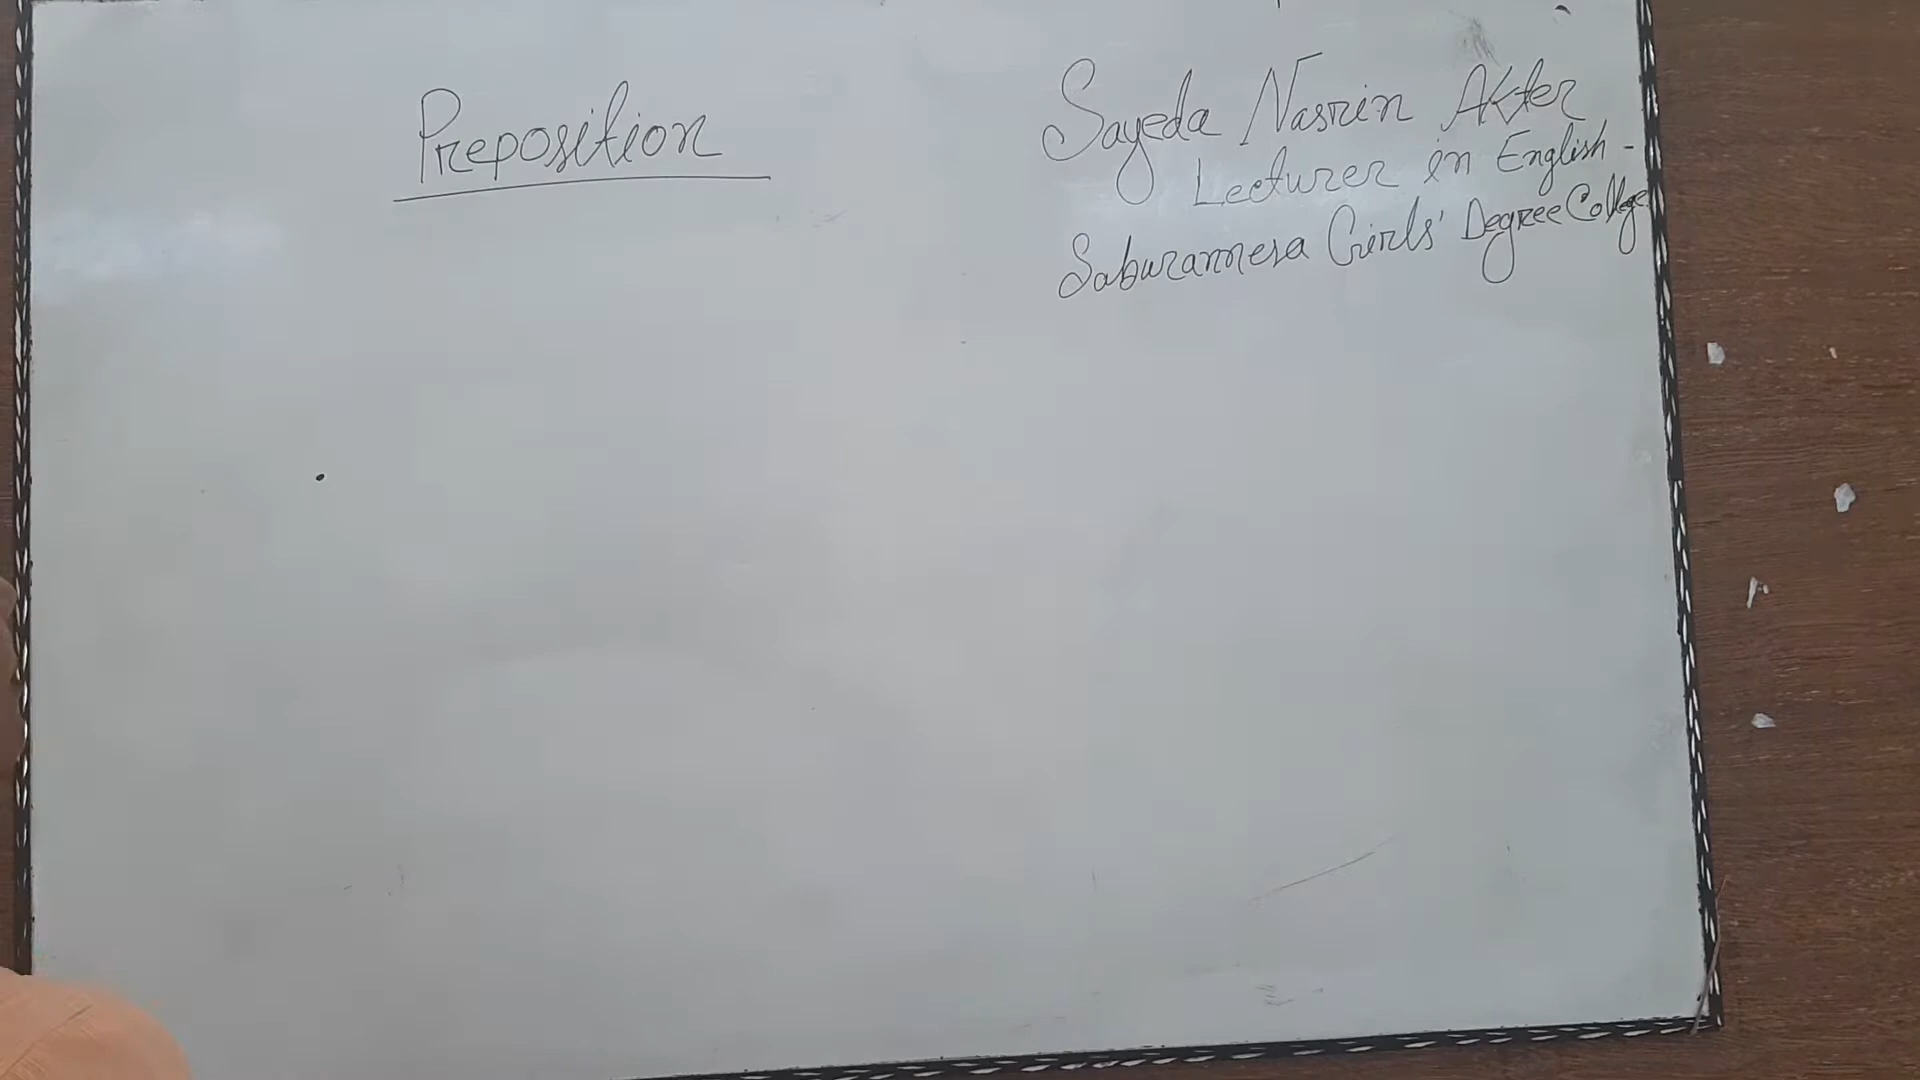 Preposition
Sayeda Nasrin Akter
Lecturer in English -
Saburannesa Girls' Degree College